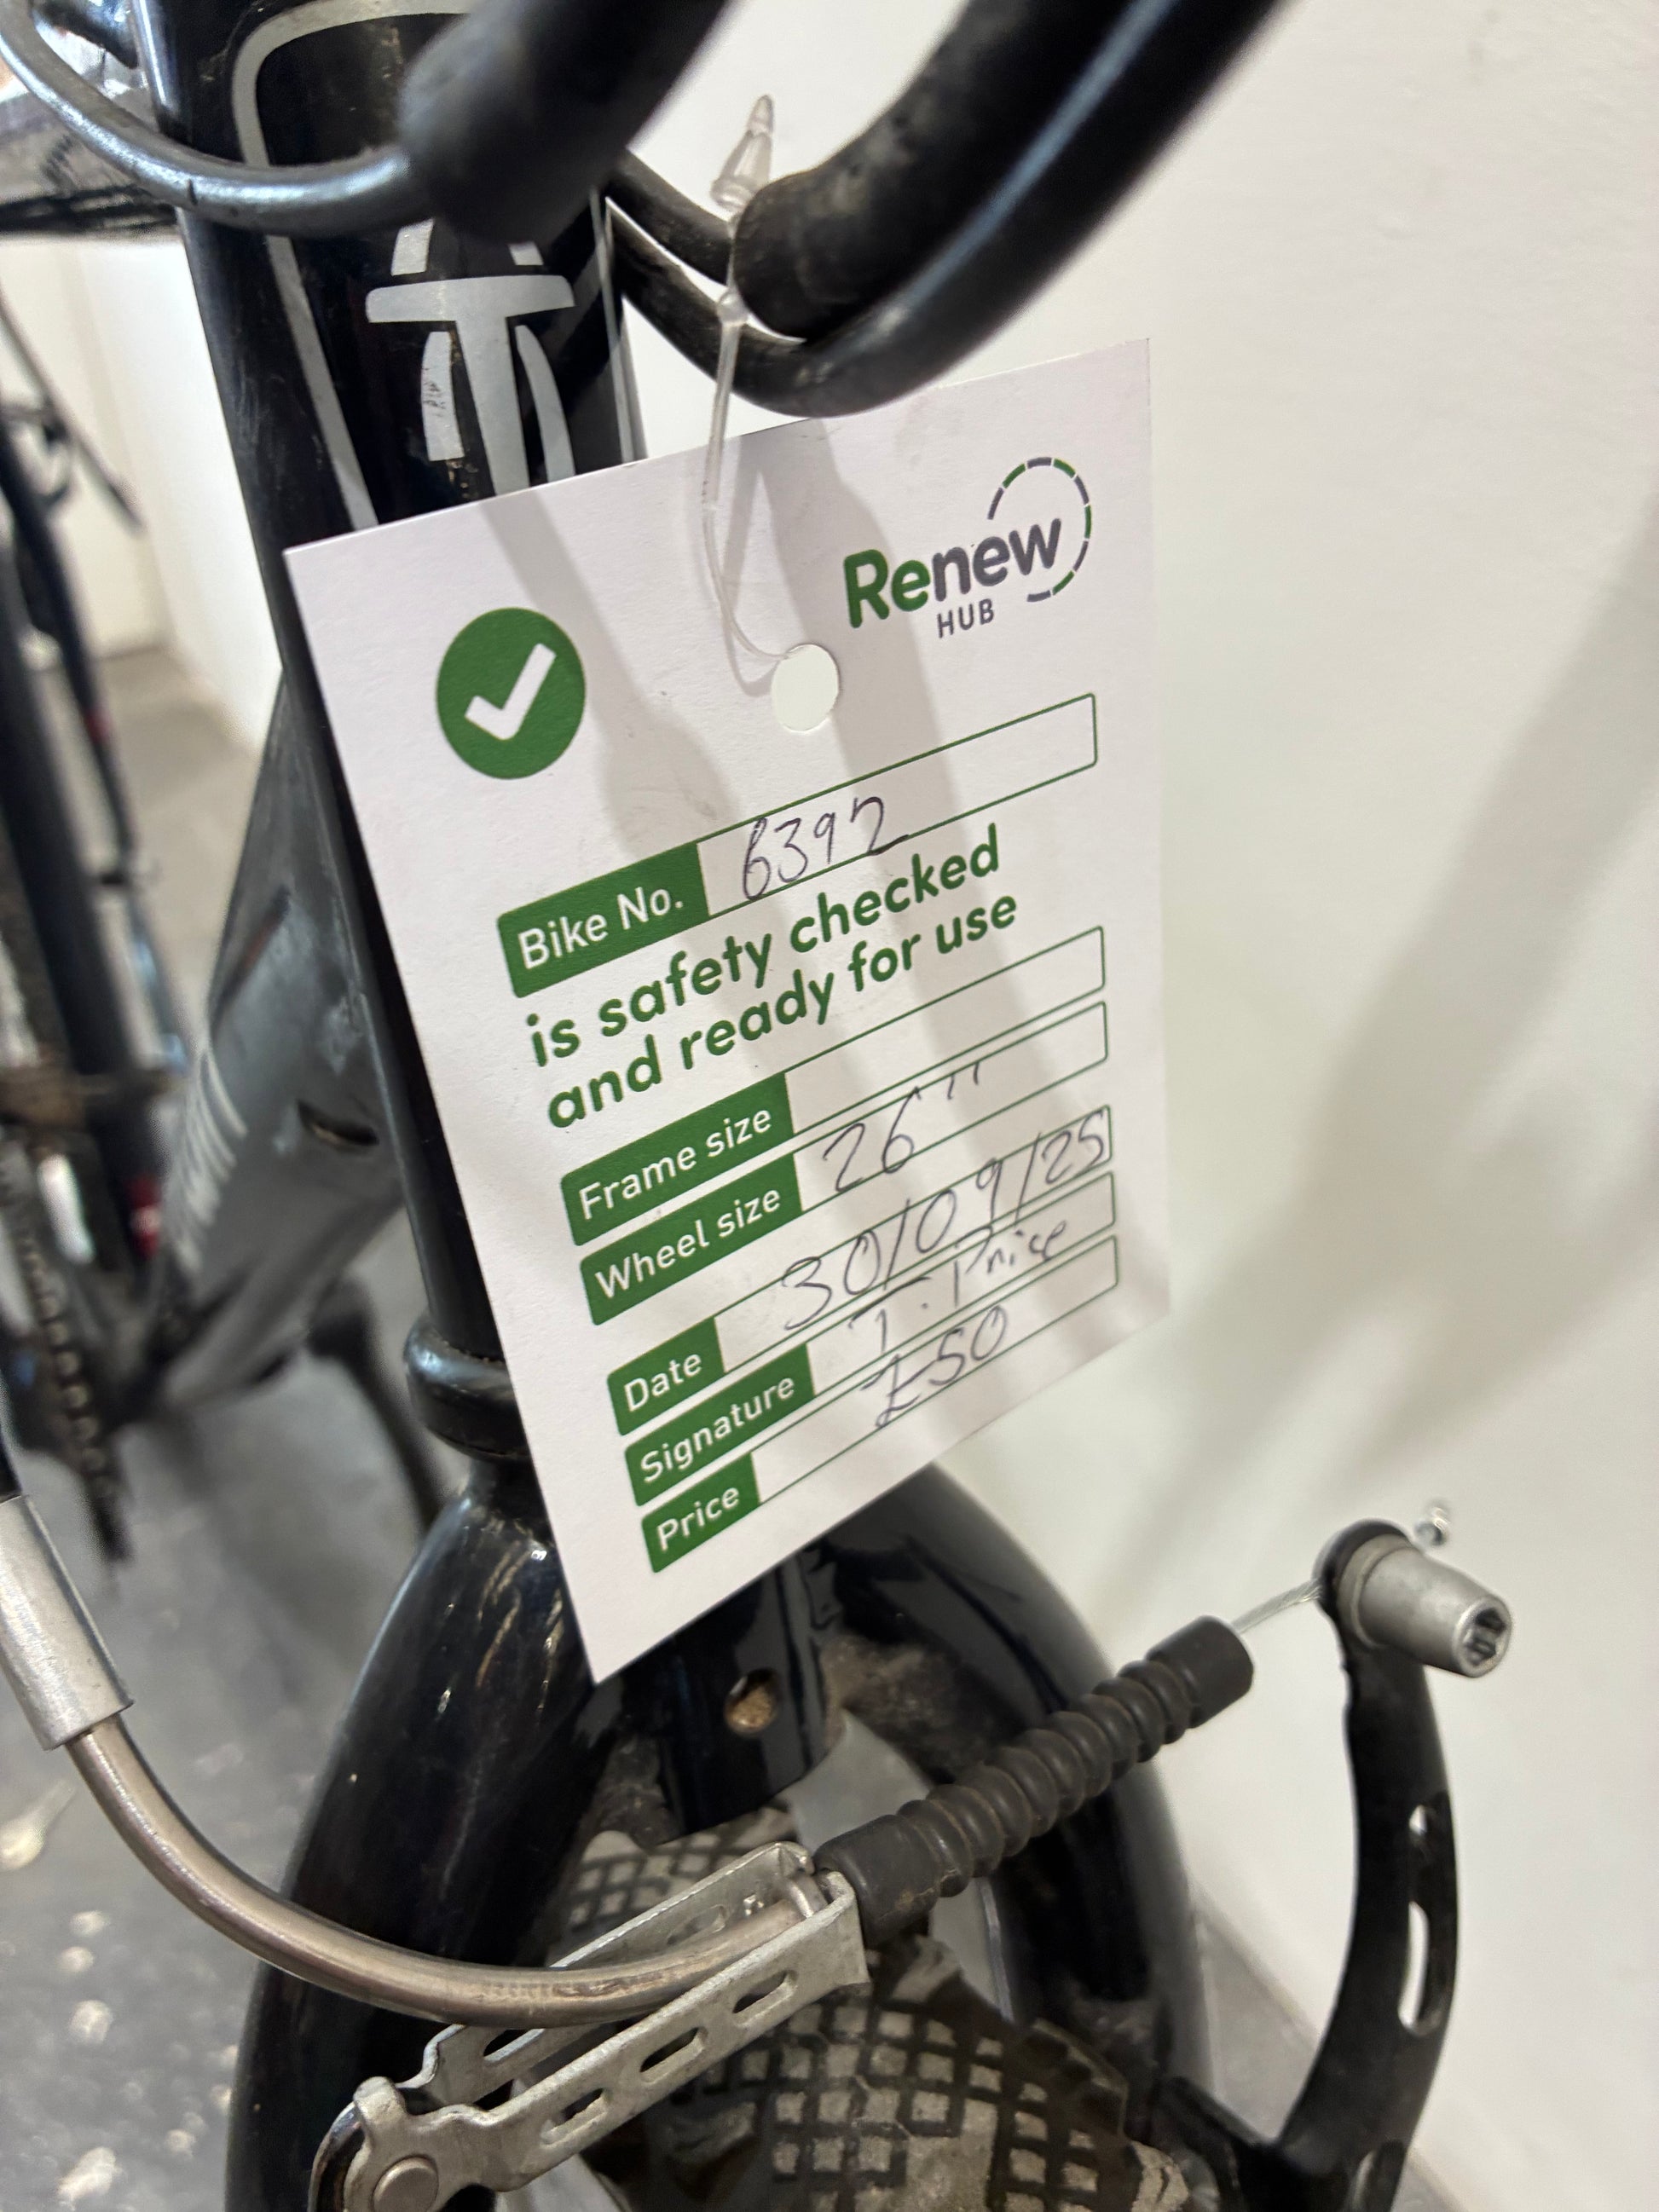 Renew
HUB
Bike No. 6392
is safety checked
and ready for use
Frame size
Wheel size 26"
Date 30/09/25
Signature T. Price
Price £50